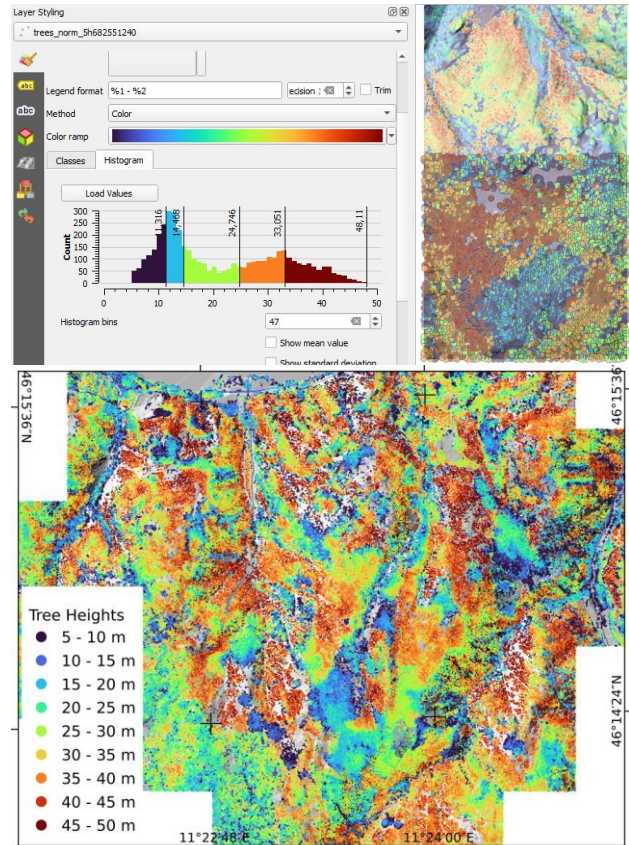 Layer Styling
trees_norm_5h682551240
Legend format %1 - %2 ecision : Trim
Method Color
Color ramp
Classes Histogram
Load Values
300
250
200
150
100
50
0
Count
11,316
14,468
24,746
33,051
48,11
0 10 20 30 40 50
Histogram bins 47
Show mean value
Show standard deviation
abc
abc
46°15'36"N
46°15'36"
Tree Heights
5 - 10 m
10 - 15 m
15 - 20 m
20 - 25 m
25 - 30 m
30 - 35 m
35 - 40 m
40 - 45 m
45 - 50 m
46°14'24"N
11°22'48"E
11°24'00"E